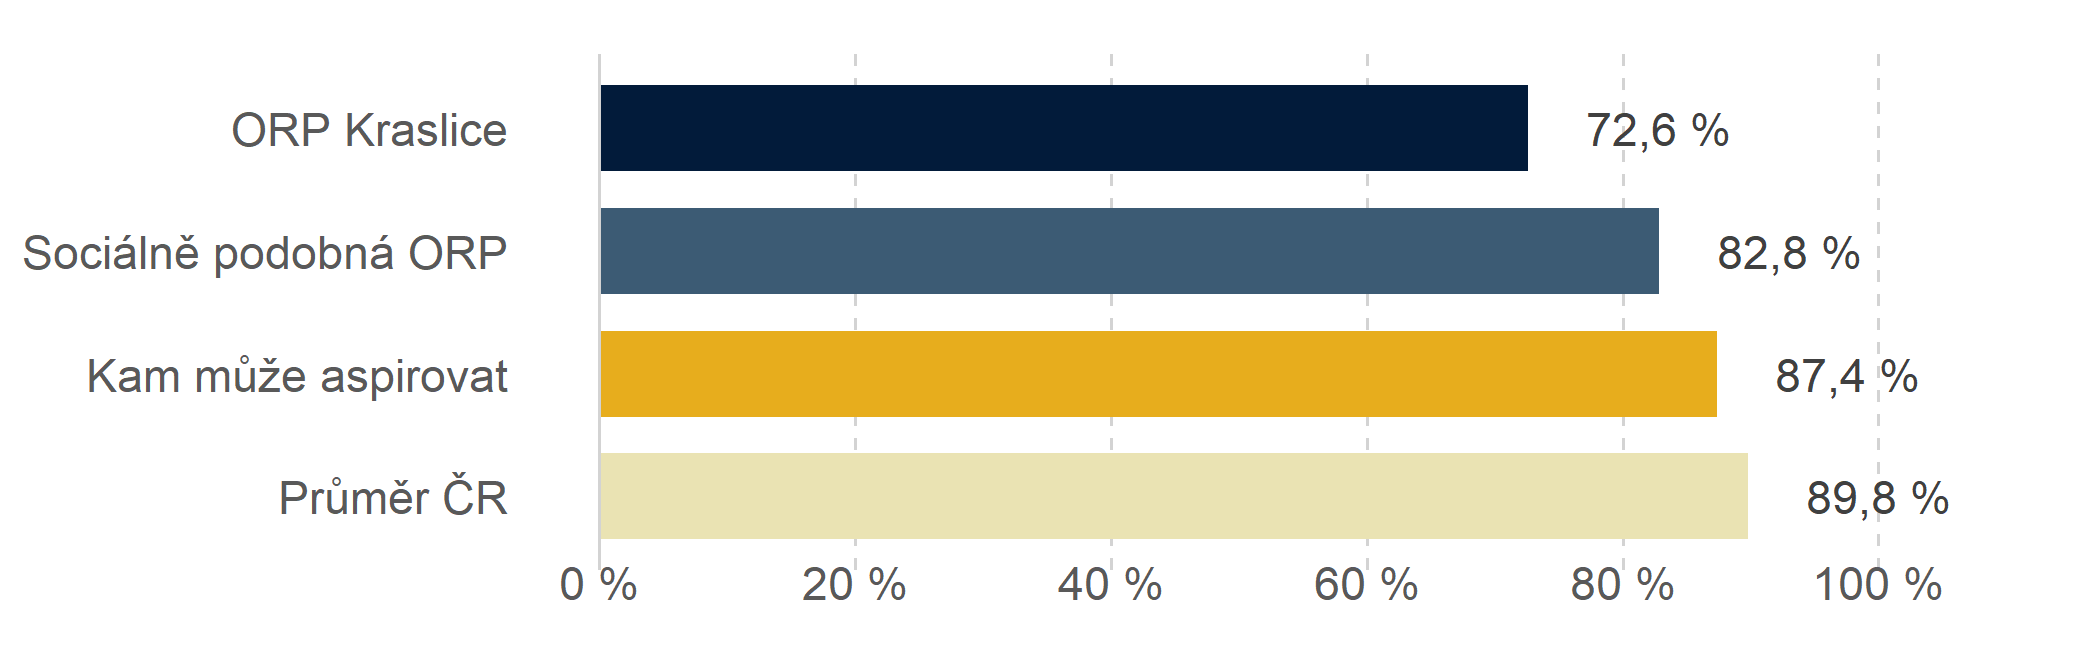 ORP Kraslice 72,6 %
Sociálně podobná ORP 82,8 %
Kam může aspirovat 87,4 %
Průměr ČR 89,8 %
0 % 20 % 40 % 60 % 80 % 100 %